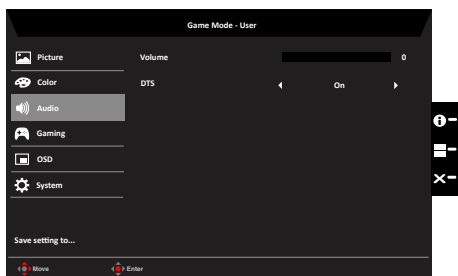 Game Mode - User
Picture
Volume 0
Color
DTS On
Audio
Gaming
OSD
System
Save setting to...
Move Enter